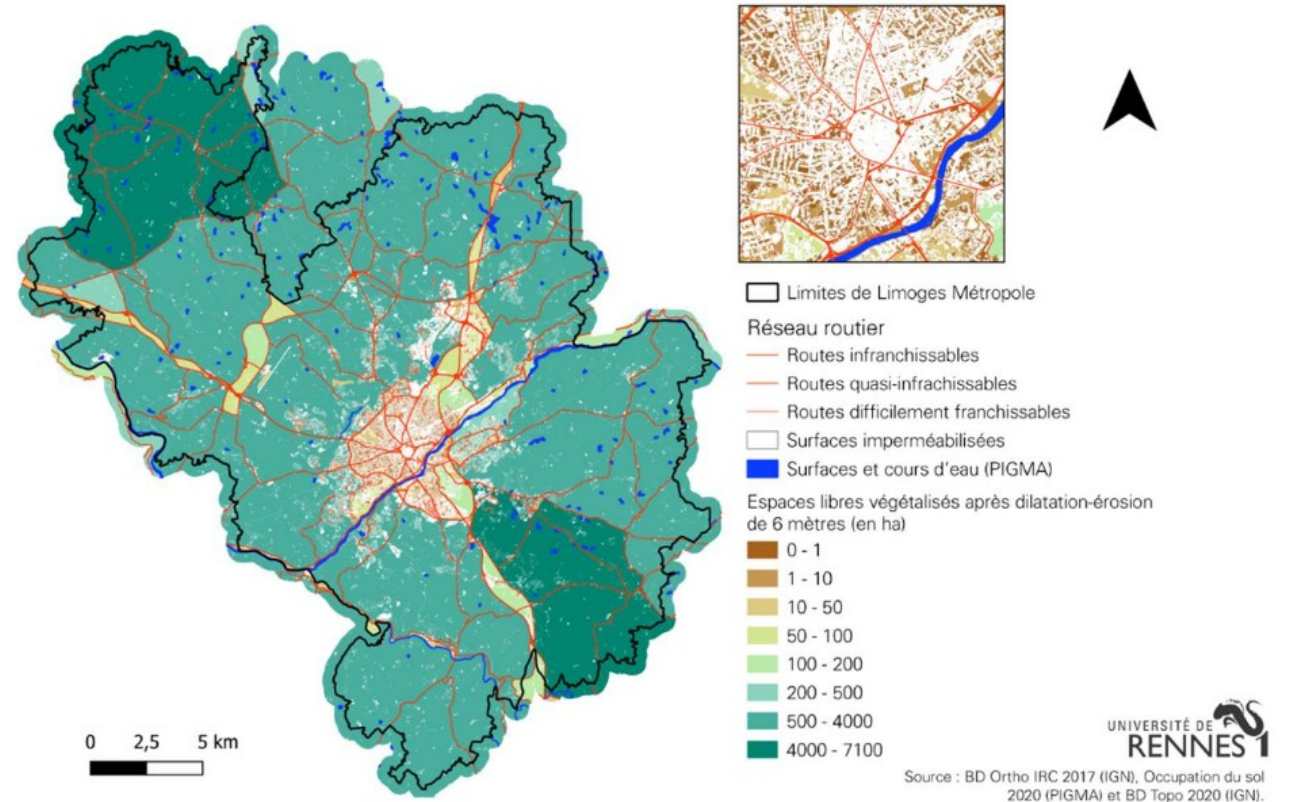 Limites de Limoges Métropole
Réseau routier
Routes infranchissables
Routes quasi-infrachissables
Routes difficilement franchissables
Surfaces imperméabilisées
Surfaces et cours d'eau (PIGMA)
Espaces libres végétalisés après dilatation-érosion
de 6 mètres (en ha)
0 - 1
1 - 10
10 - 50
50 - 100
100 - 200
200 - 500
500 - 4000
4000 - 7100
0 2,5 5 km
UNIVERSITÉ DE
RENNES 1
Source : BD Ortho IRC 2017 (IGN), Occupation du sol
2020 (PIGMA) et BD Topo 2020 (IGN).